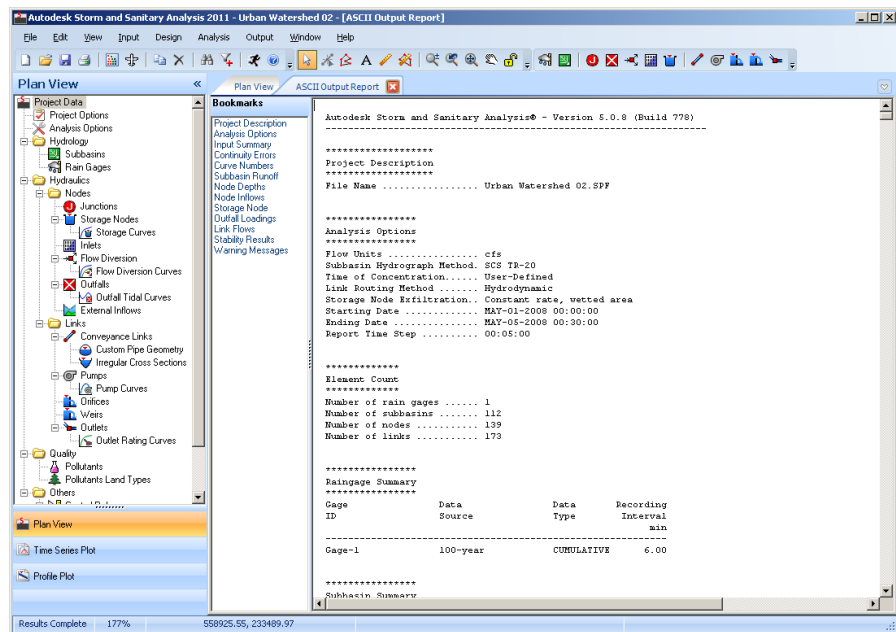 Autodesk Storm and Sanitary Analysis 2011 - Urban Watershed 02 - [ASCII Output Report]
File Edit View Input Design Analysis Output Window Help
Plan View «
Project Data
Project Options
Analysis Options
Hydrology
Subbasins
Rain Gages
Hydraulics
Nodes
Junctions
Storage Nodes
Storage Curves
Inlets
Flow Diversion
Flow Diversion Curves
Outfalls
Outfall Tidal Curves
External Inflows
Links
Conveyance Links
Custom Pipe Geometry
Irregular Cross Sections
Pumps
Pump Curves
Orifices
Weirs
Outlets
Outlet Rating Curves
Quality
Pollutants
Pollutants Land Types
Others
Plan View
Time Series Plot
Profile Plot
Plan View ASCII Output Report
Bookmarks
Project Description
Analysis Options
Input Summary
Continuity Errors
Curve Numbers
Subbasin Runoff
Node Depths
Node Inflows
Storage Node
Outfall Loadings
Link Flows
Stability Results
Warning Messages
Autodesk Storm and Sanitary Analysis® - Version 5.0.8 (Build 778)
-----------------------------------------------------------------
******************
Project Description
******************
File Name ................ Urban Watershed 02.SPF
***************
Analysis Options
***************
Flow Units ............... cfs
Subbasin Hydrograph Method. SCS TR-20
Time of Concentration...... User-Defined
Link Routing Method ....... Hydrodynamic
Storage Node Exfiltration.. Constant rate, wetted area
Starting Date ............. MAY-01-2008 00:00:00
Ending Date ............... MAY-05-2008 00:30:00
Report Time Step .......... 00:05:00
*************
Element Count
*************
Number of rain gages ...... 1
Number of subbasins ....... 112
Number of nodes ........... 139
Number of links ........... 173
***************
Raingage Summary
***************
Gage Data Data Recording
ID Source Type Interval
min
-----------------------------------------------------------------
Gage-1 100-year CUMULATIVE 6.00
***************
Subbasin Summary
Results Complete 177% 558925.55, 233489.97